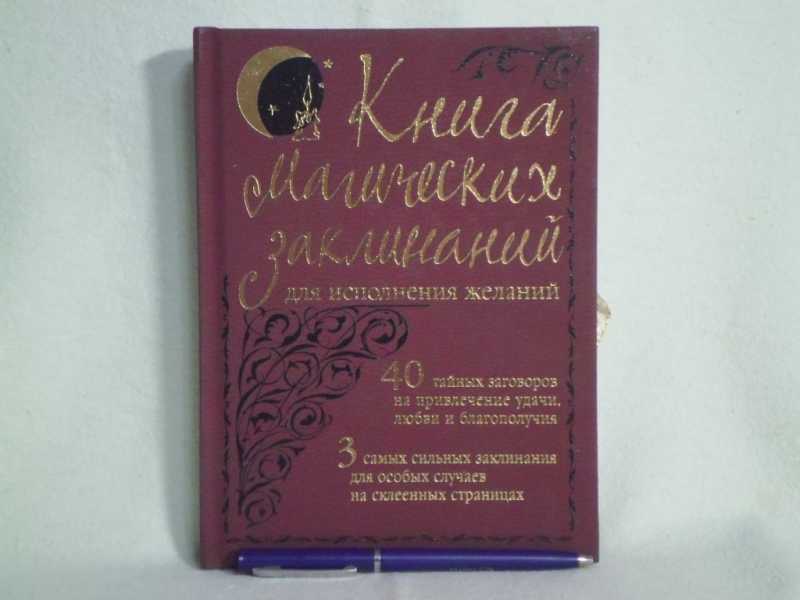 Книга
магических
заклинаний
для исполнения желаний
40 тайных заговоров
на привлечение удачи,
любви и благополучия
3 самых сильных заклинания
для особых случаев
на склеенных страницах